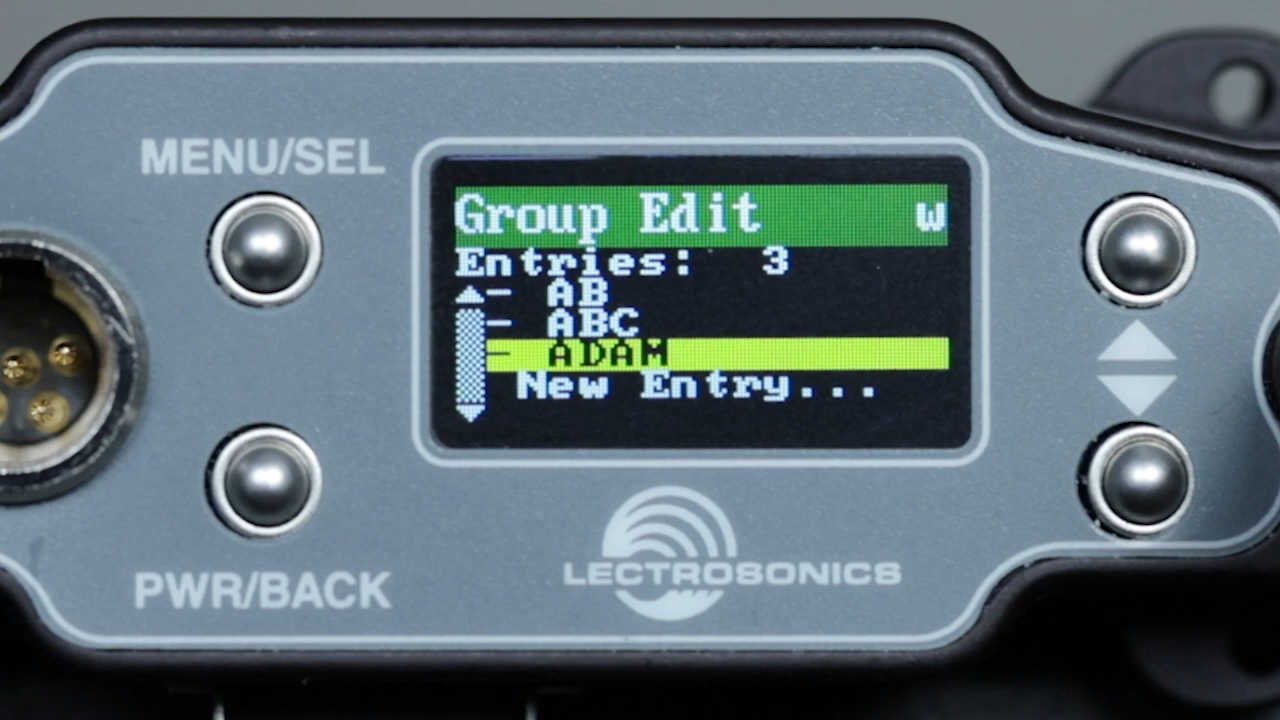 MENU/SEL
Group Edit w
Entries: 3
- AB
- ABC
- ADAM
New Entry...
PWR/BACK
LECTROSONICS